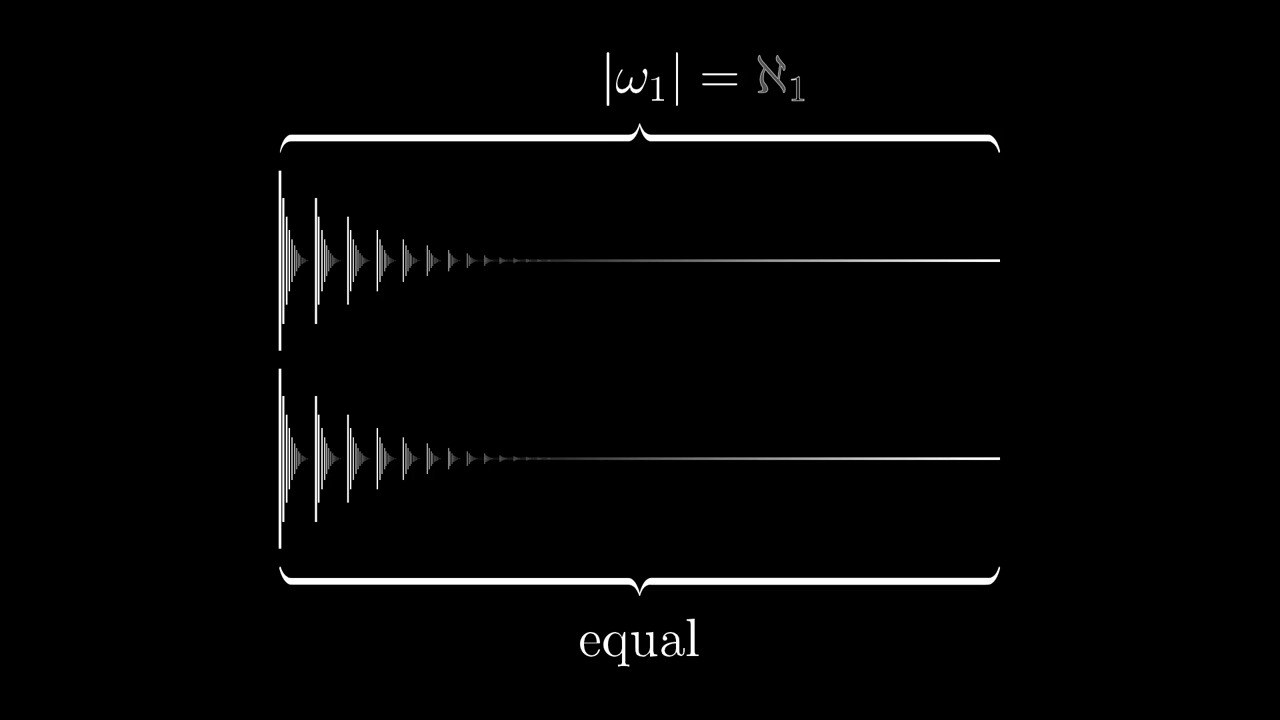 |ω₁| = ℵ₁
equal